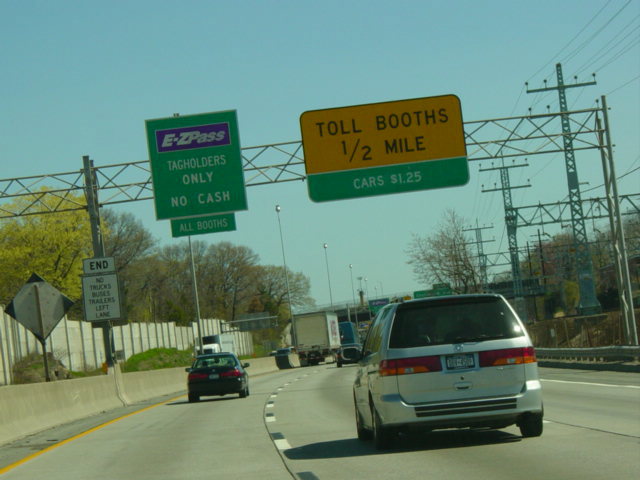 E-ZPass
TAGHOLDERS
ONLY
NO CASH
ALL BOOTHS
TOLL BOOTHS
1/2 MILE
CARS $1.25
END
NO
TRUCKS
BUSES
TRAILERS
LEFT
LANE